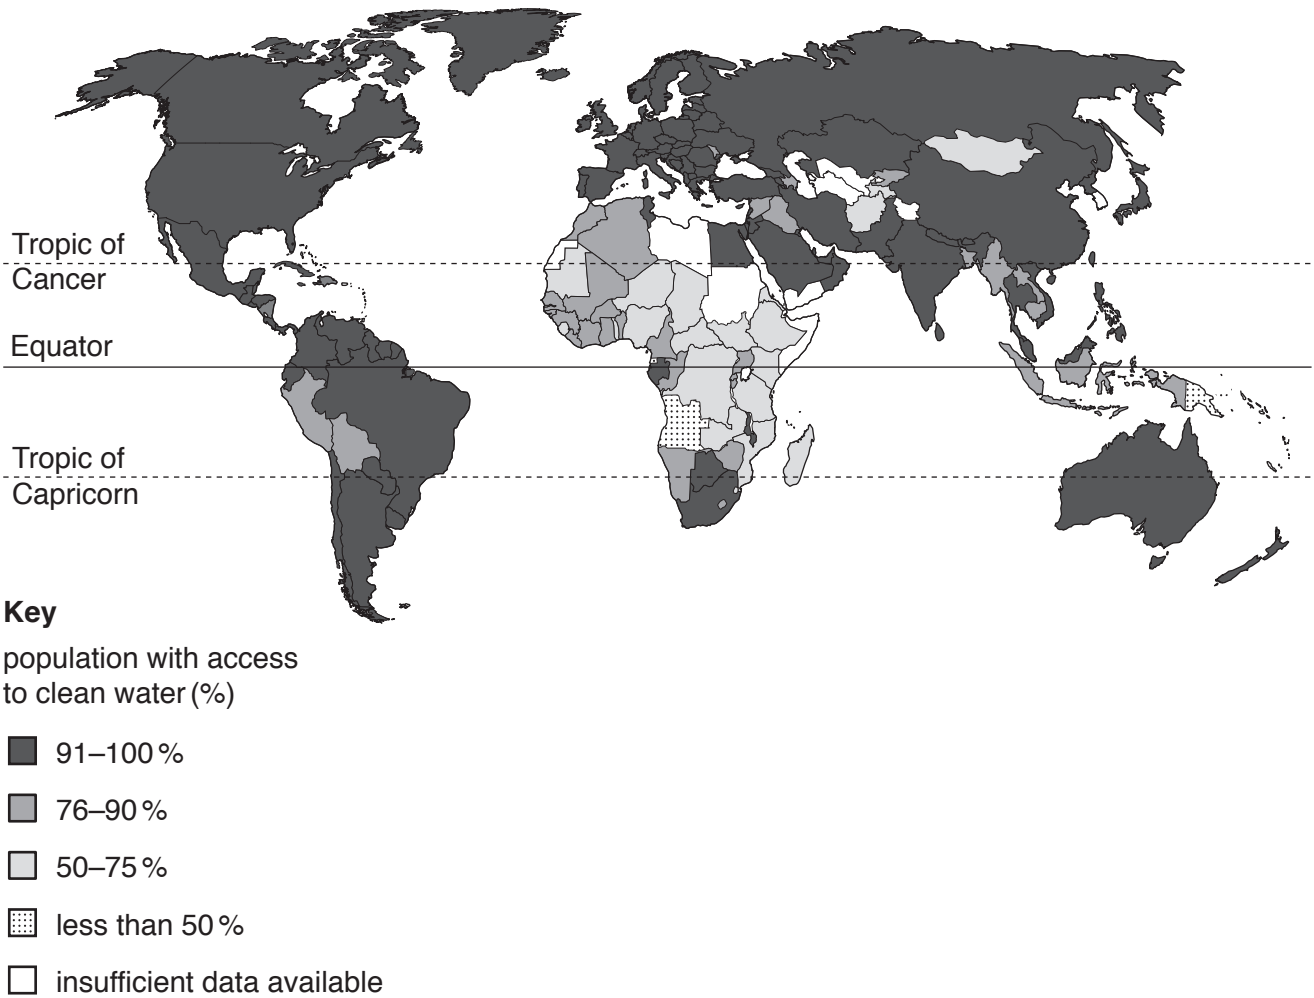 Tropic of
Cancer
Equator
Tropic of
Capricorn
Key
population with access
to clean water (%)
91–100 %
76–90 %
50–75 %
less than 50 %
insufficient data available